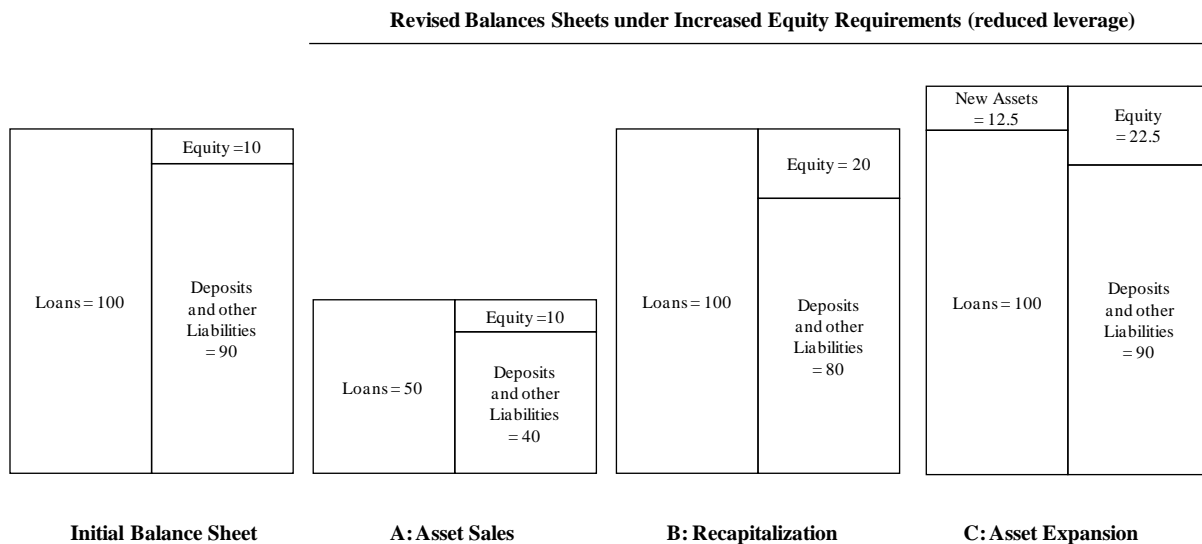 Revised Balances Sheets under Increased Equity Requirements (reduced leverage)
Equity =10
Loans = 100
Deposits
and other
Liabilities
= 90
Equity =10
Loans = 50
Deposits
and other
Liabilities
= 40
Equity = 20
Loans = 100
Deposits
and other
Liabilities
= 80
New Assets
= 12.5
Equity
= 22.5
Loans = 100
Deposits
and other
Liabilities
= 90
Initial Balance Sheet
A: Asset Sales
B: Recapitalization
C: Asset Expansion